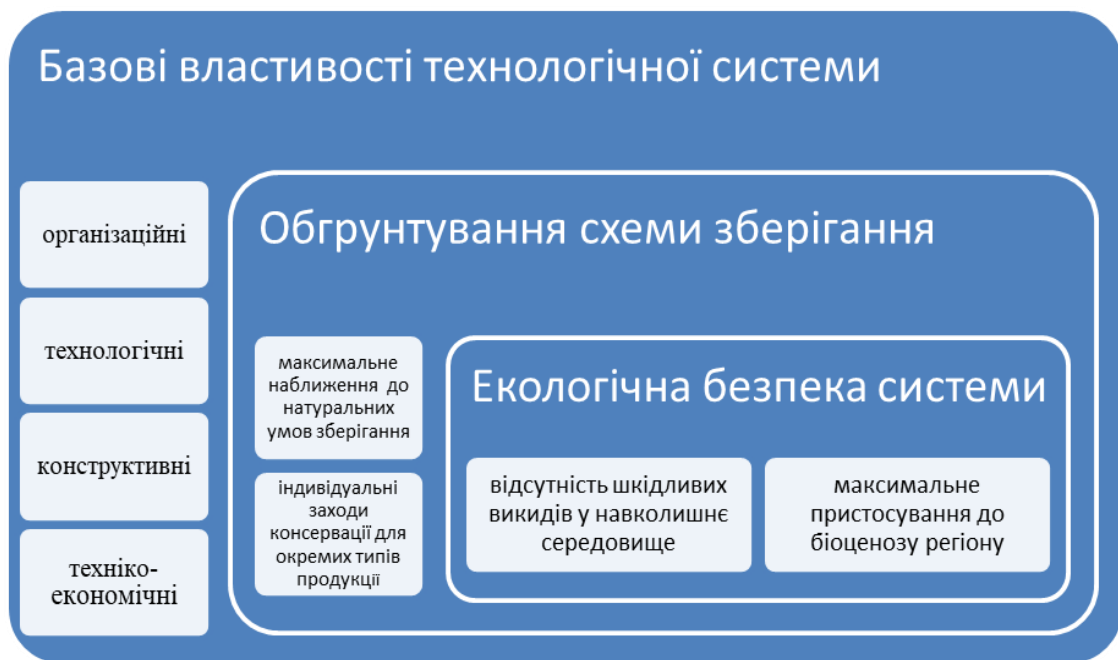 Базові властивості технологічної системи
організаційні
технологічні
конструктивні
техніко-
економічні
Обгрунтування схеми зберігання
максимальне
наближення до
натуральних
умов зберігання
індивідуальні
заходи
консервації для
окремих типів
продукції
Екологічна безпека системи
відсутність шкідливих
викидів у навколишнє
середовище
максимальне
пристосування до
біоценозу регіону